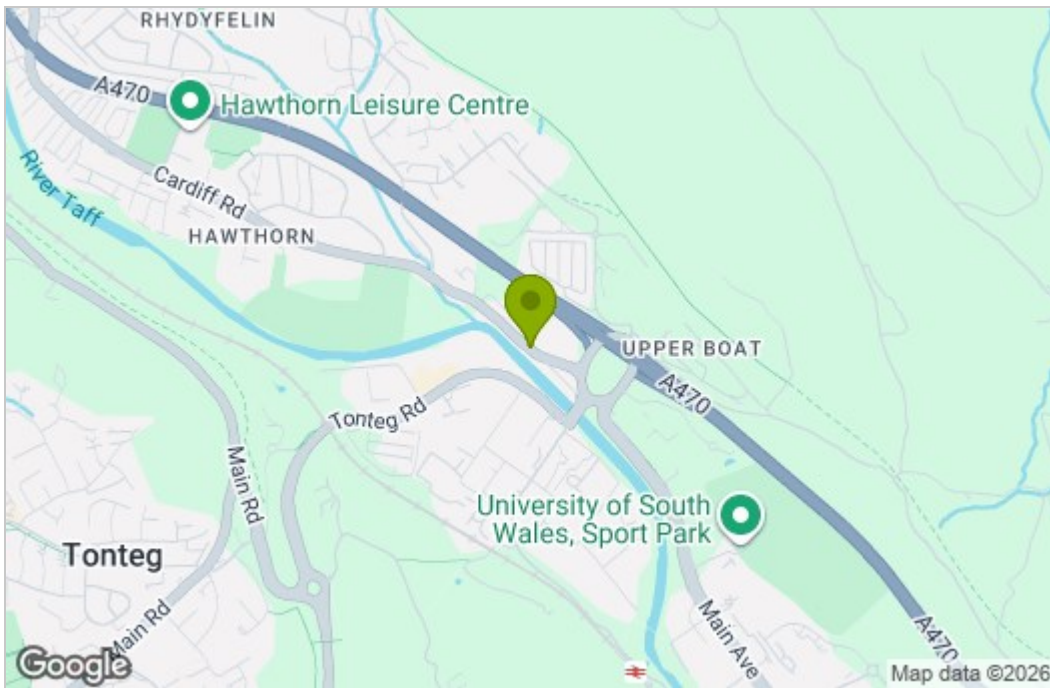 RHYDYFELIN
A470
Hawthorn Leisure Centre
Cardiff Rd
River Taff
HAWTHORN
UPPER BOAT
A470
Tonteg Rd
Main Rd
University of South
Wales, Sport Park
Tonteg
Main Rd
Main Ave
A470
Google
Map data ©2026